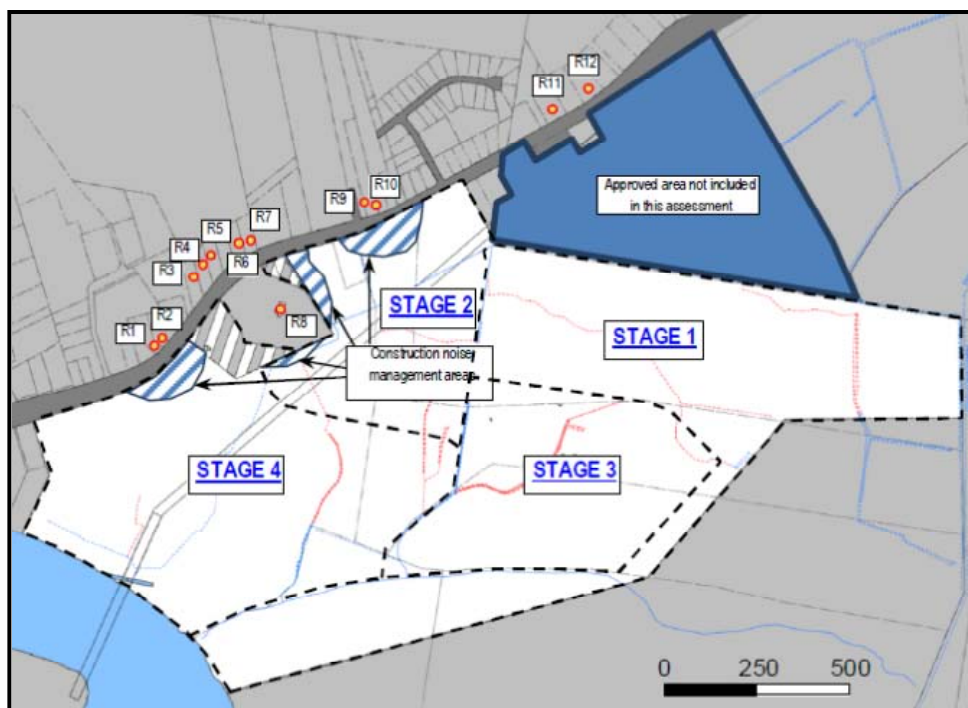 R12
R11
Approved area not included
in this assessment
R9
R10
R7
R5
R4
R6
R3
R8
R2
R1
STAGE 2
STAGE 1
Construction noise
management areas
STAGE 4
STAGE 3
0 250 500